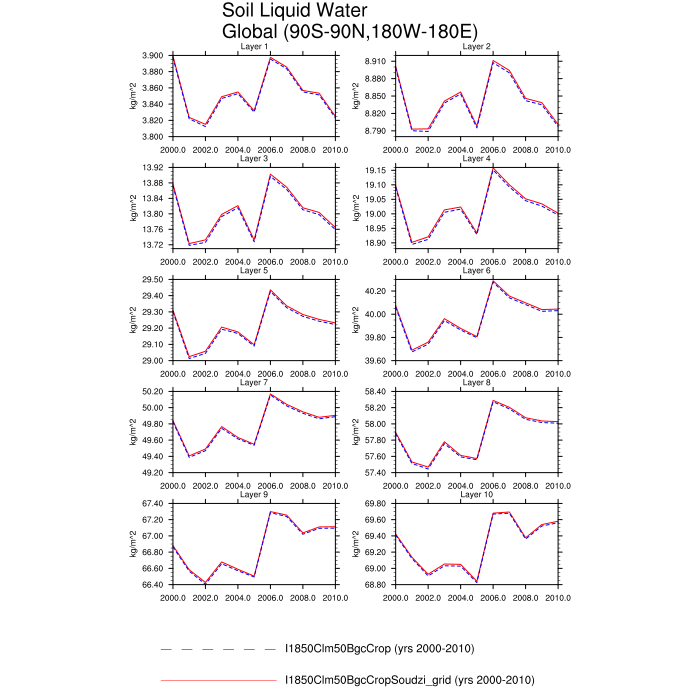 Soil Liquid Water
Global (90S-90N,180W-180E)
Layer 1
3.900
3.880
3.860
3.840
3.820
3.800
kg/m^2
2000.0 2002.0 2004.0 2006.0 2008.0 2010.0
Layer 2
8.910
8.880
8.850
8.820
8.790
kg/m^2
2000.0 2002.0 2004.0 2006.0 2008.0 2010.0
Layer 3
13.92
13.88
13.84
13.80
13.76
13.72
kg/m^2
2000.0 2002.0 2004.0 2006.0 2008.0 2010.0
Layer 4
19.15
19.10
19.05
19.00
18.95
18.90
kg/m^2
2000.0 2002.0 2004.0 2006.0 2008.0 2010.0
Layer 5
29.50
29.40
29.30
29.20
29.10
29.00
kg/m^2
2000.0 2002.0 2004.0 2006.0 2008.0 2010.0
Layer 6
40.20
40.00
39.80
39.60
kg/m^2
2000.0 2002.0 2004.0 2006.0 2008.0 2010.0
Layer 7
50.20
50.00
49.80
49.60
49.40
49.20
kg/m^2
2000.0 2002.0 2004.0 2006.0 2008.0 2010.0
Layer 8
58.40
58.20
58.00
57.80
57.60
57.40
kg/m^2
2000.0 2002.0 2004.0 2006.0 2008.0 2010.0
Layer 9
67.40
67.20
67.00
66.80
66.60
66.40
kg/m^2
2000.0 2002.0 2004.0 2006.0 2008.0 2010.0
Layer 10
69.80
69.60
69.40
69.20
69.00
68.80
kg/m^2
2000.0 2002.0 2004.0 2006.0 2008.0 2010.0
I1850Clm50BgcCrop (yrs 2000-2010)
I1850Clm50BgcCropSoudzi_grid (yrs 2000-2010)